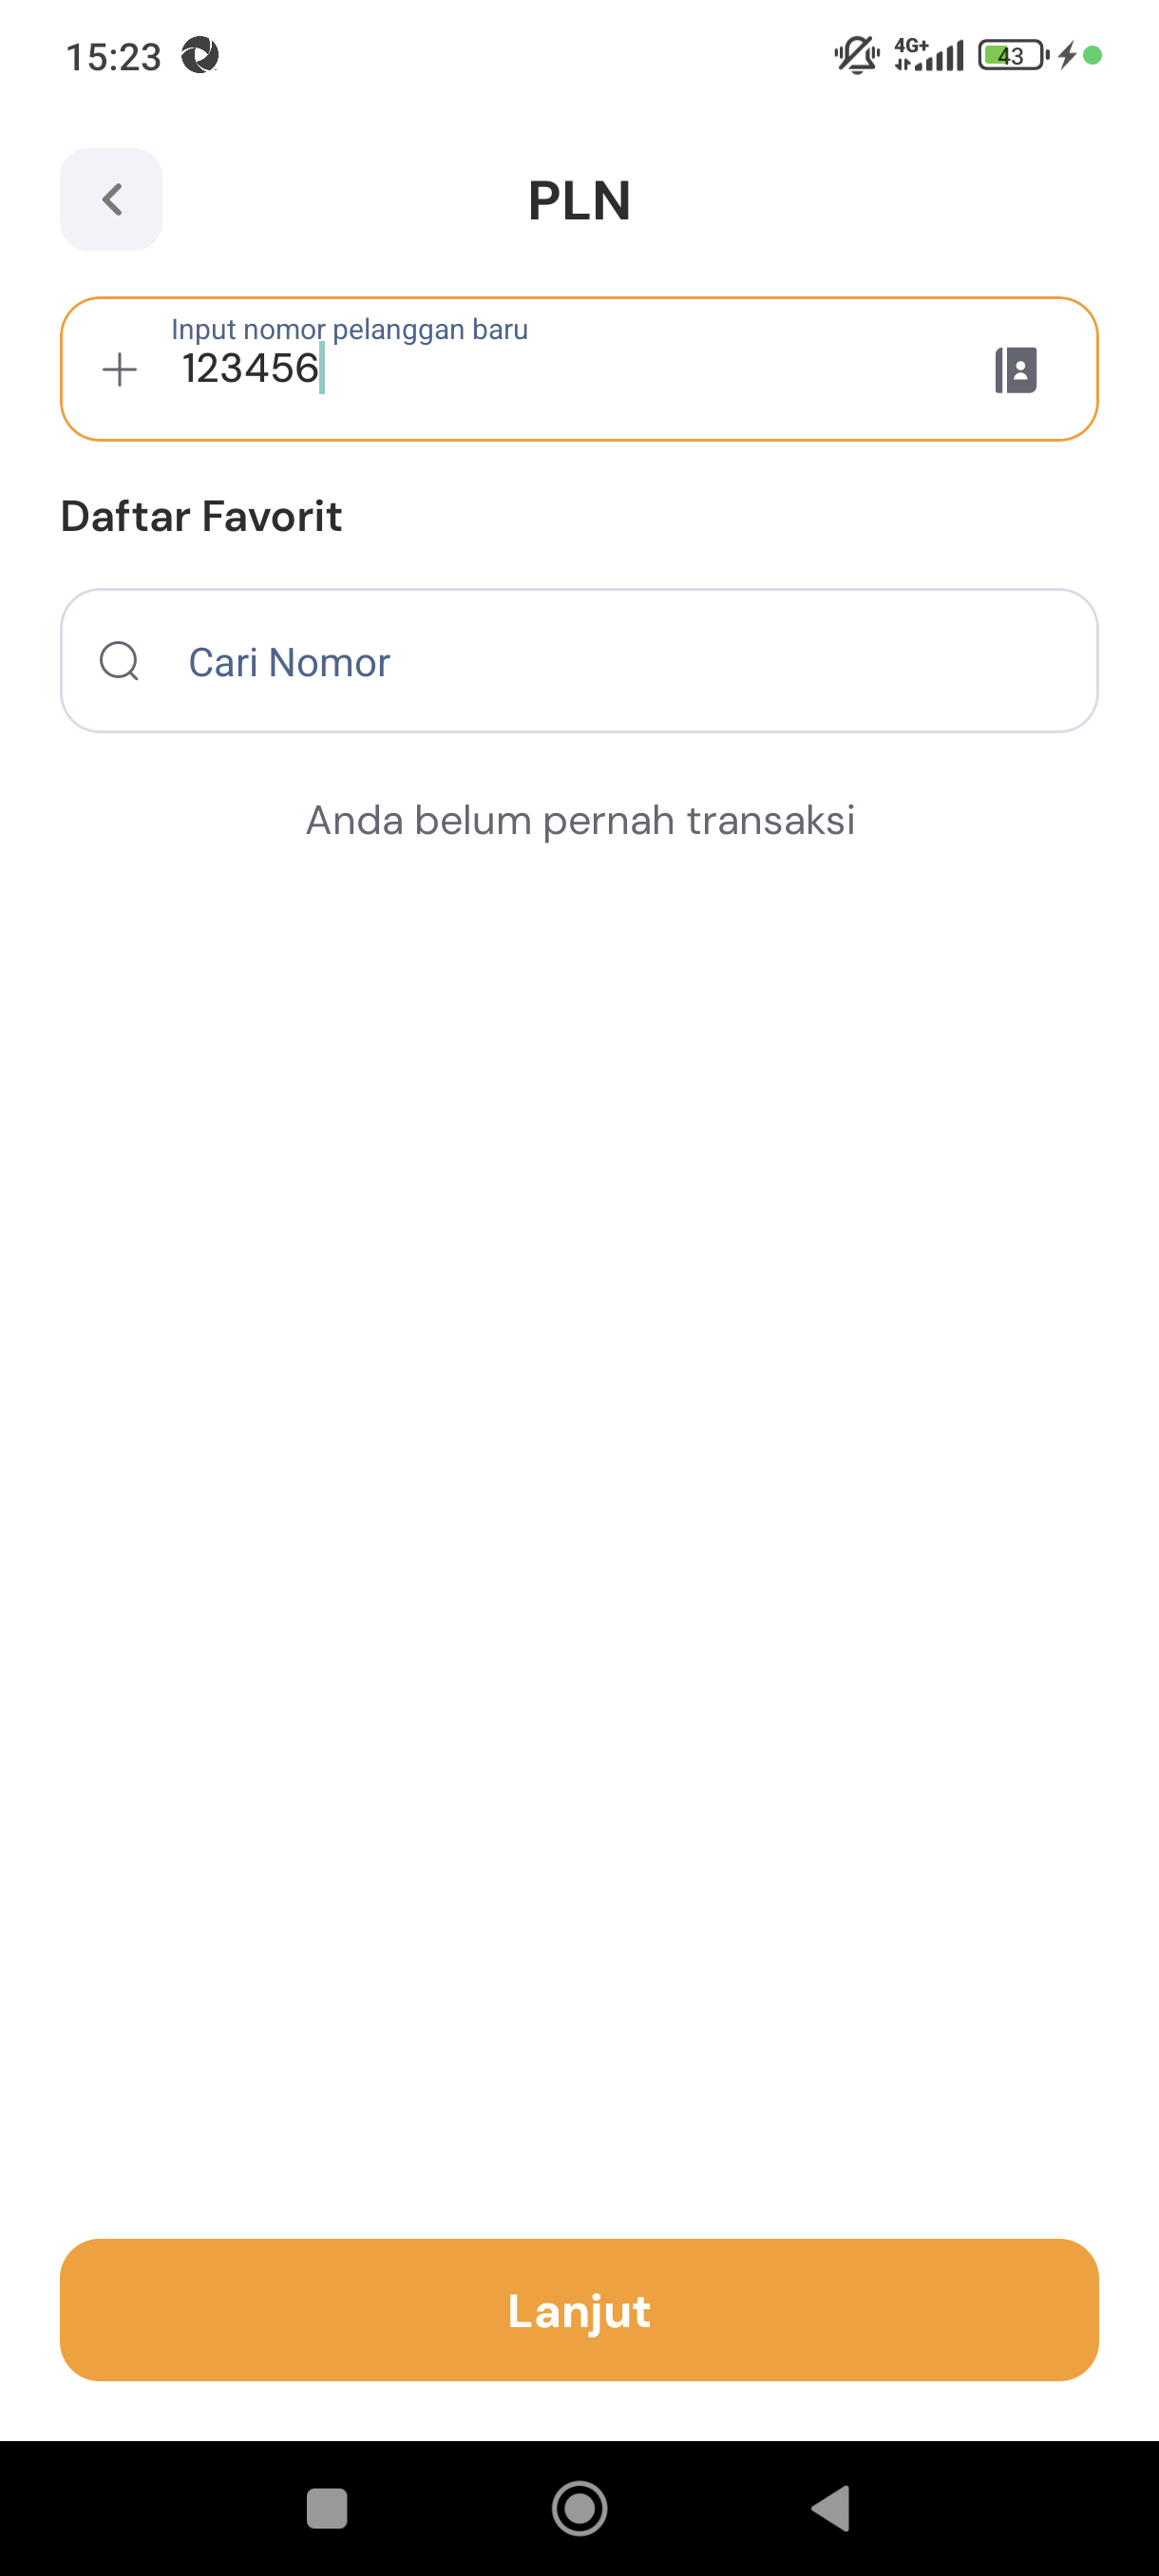 15:23
4G+
43
PLN
Input nomor pelanggan baru
123456
Daftar Favorit
Cari Nomor
Anda belum pernah transaksi
Lanjut